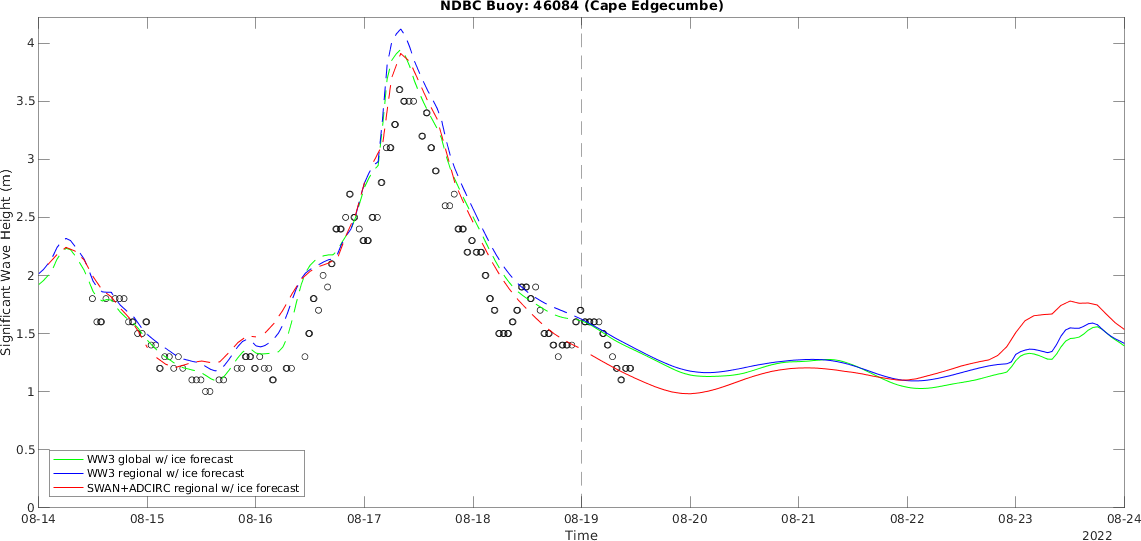 NDBC Buoy: 46084 (Cape Edgecumbe)
4
3.5
3
2.5
2
1.5
1
0.5
0
Significant Wave Height (m)
WW3 global w/ ice forecast
WW3 regional w/ ice forecast
SWAN+ADCIRC regional w/ ice forecast
08-14 08-15 08-16 08-17 08-18 08-19 08-20 08-21 08-22 08-23 08-24
Time
2022